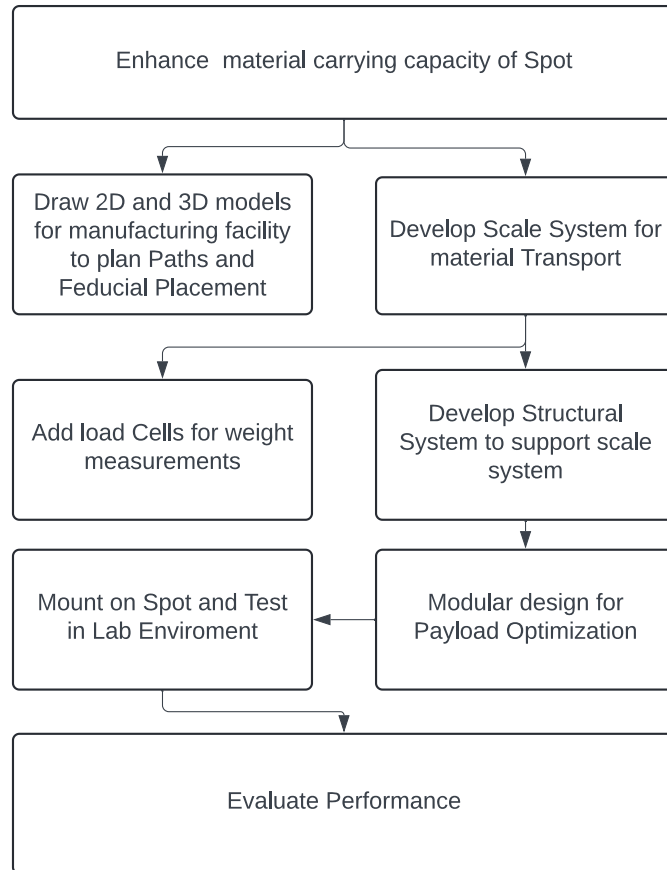 Enhance material carrying capacity of Spot
Draw 2D and 3D models
for manufacturing facility
to plan Paths and
Feducial Placement
Develop Scale System for
material Transport
Add load Cells for weight
measurements
Develop Structural
System to support scale
system
Mount on Spot and Test
in Lab Enviroment
Modular design for
Payload Optimization
Evaluate Performance